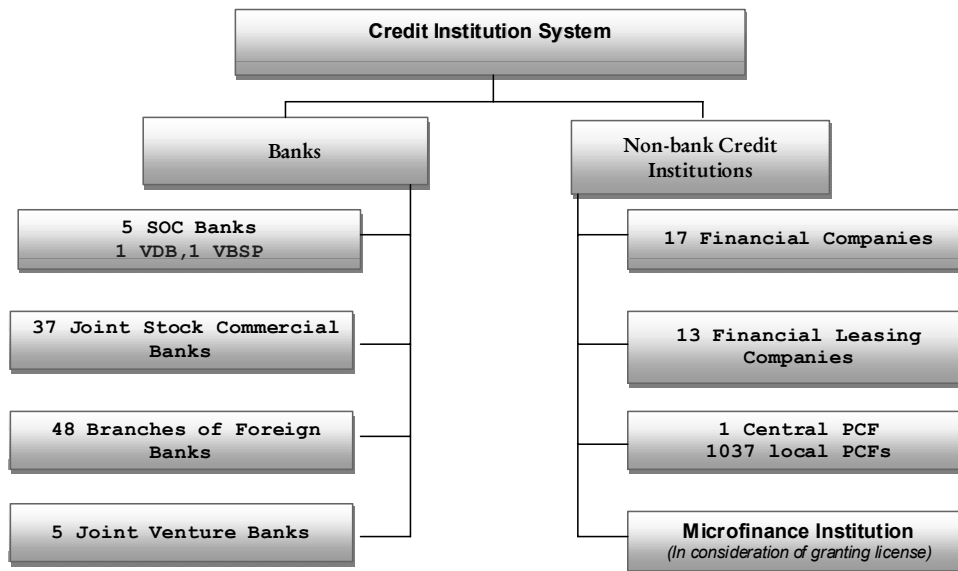 Credit Institution System
Banks
Non-bank Credit
Institutions
5 SOC Banks
1 VDB,1 VBSP
37 Joint Stock Commercial
Banks
48 Branches of Foreign
Banks
5 Joint Venture Banks
17 Financial Companies
13 Financial Leasing
Companies
1 Central PCF
1037 local PCFs
Microfinance Institution
(In consideration of granting license)